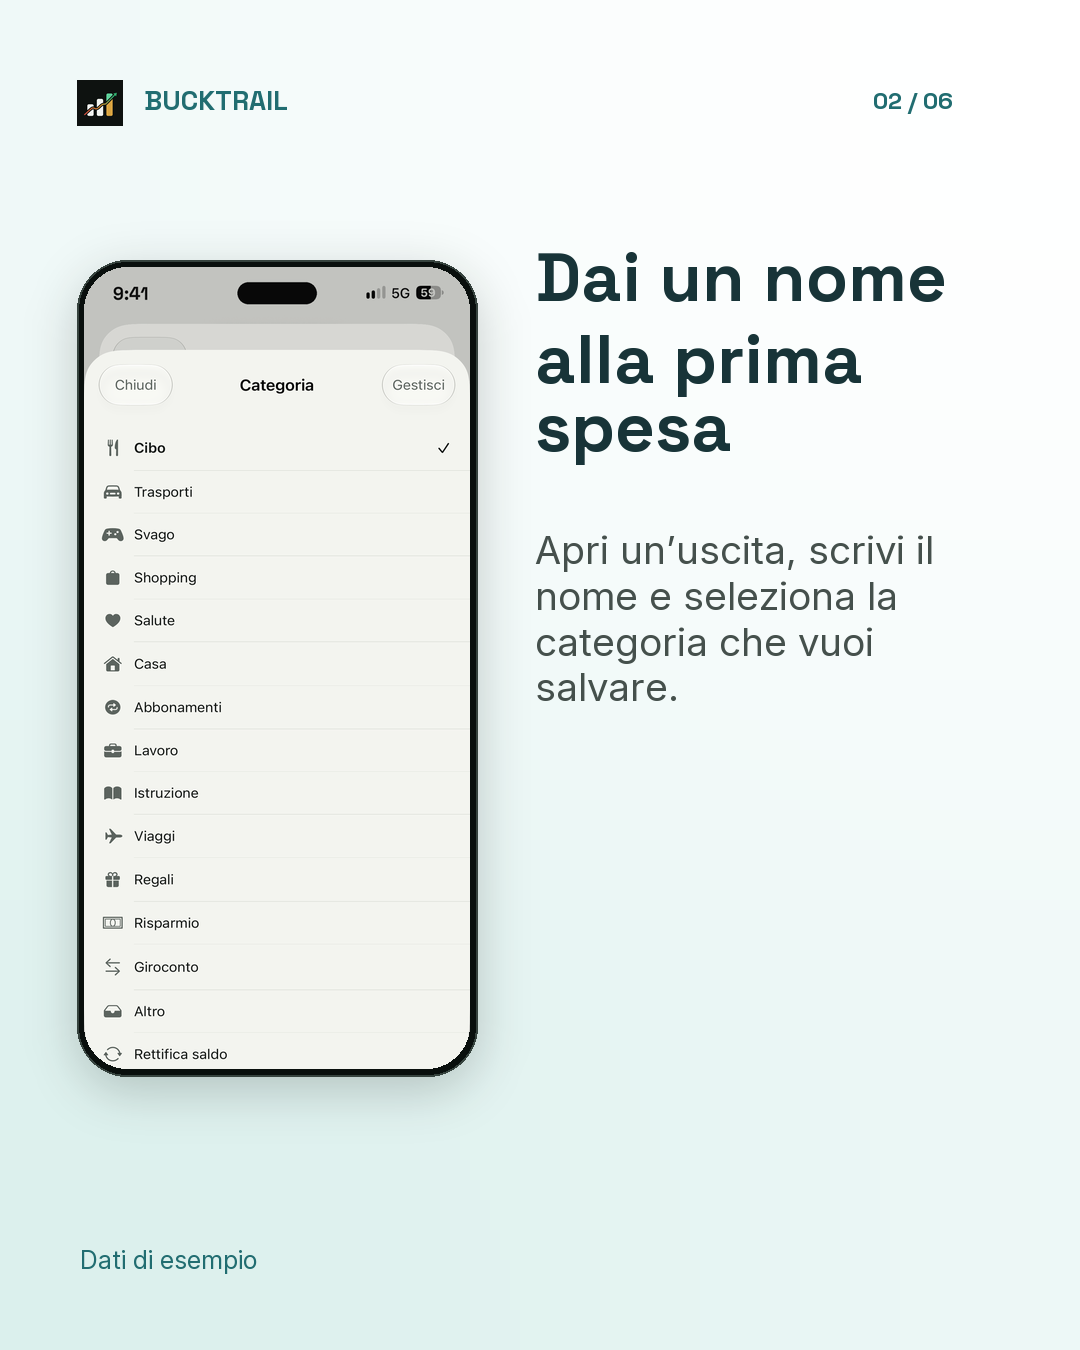 BUCKTRAIL
02 / 06
Dai un nome
alla prima
spesa
Apri un’uscita, scrivi il
nome e seleziona la
categoria che vuoi
salvare.
9:41
5G 59
Chiudi
Categoria
Gestisci
Cibo
Trasporti
Svago
Shopping
Salute
Casa
Abbonamenti
Lavoro
Istruzione
Viaggi
Regali
Risparmio
Giroconto
Altro
Rettifica saldo
Dati di esempio